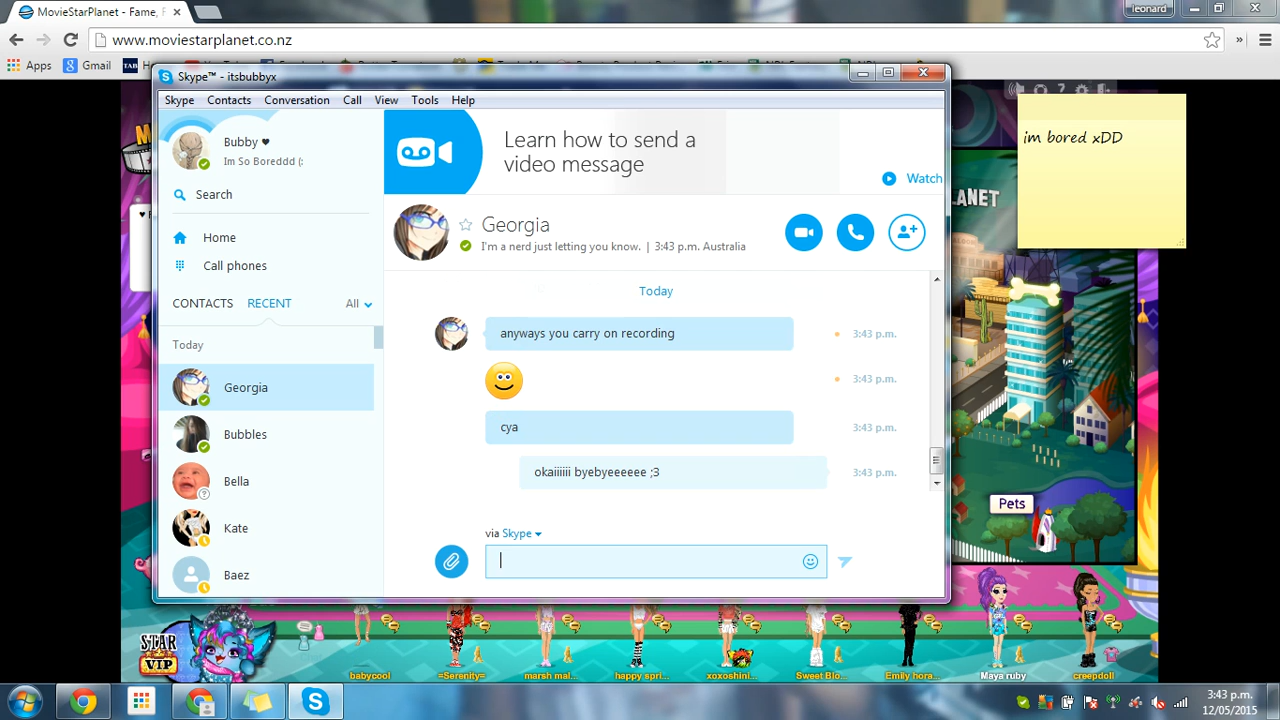 MovieStarPlanet - Fame, F
leonard
www.moviestarplanet.co.nz
Apps
Gmail
TAB
Skype™ - itsbubbyx
Skype
Contacts
Conversation
Call
View
Tools
Help
Bubby ♥
Im So Boreddd (:
Search
Home
Call phones
CONTACTS
RECENT
All
Today
Georgia
Bubbles
Bella
Kate
Baez
Learn how to send a
video message
Watch
Georgia
I'm a nerd just letting you know. | 3:43 p.m. Australia
Today
anyways you carry on recording
3:43 p.m.
3:43 p.m.
cya
3:43 p.m.
okaiiiiii byebyeeeeee ;3
3:43 p.m.
via Skype
im bored xDD
PLANET
Pets
STAR
VIP
babycool
=Serenity=
marsh mal...
happy spri...
xoxoshini...
Sweet Blo...
Emily hora...
Maya ruby
creepdoll
3:43 p.m.
12/05/2015